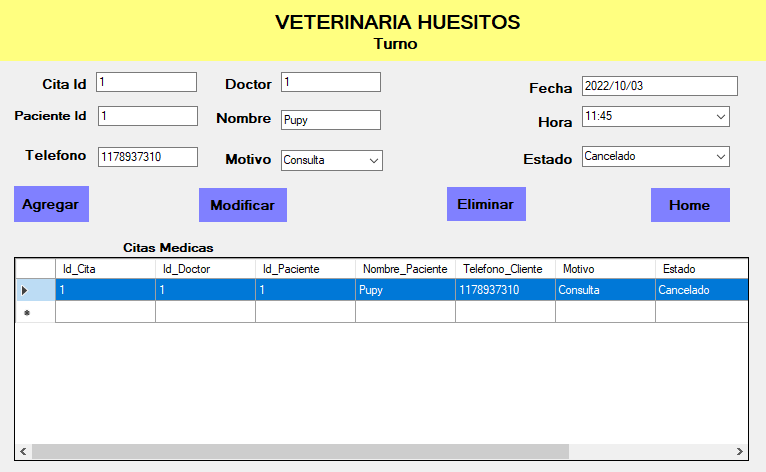 VETERINARIA HUESITOS
Turno
Cita Id 1 Doctor 1 Fecha 2022/10/03
Paciente Id 1 Nombre Pupy Hora 11:45
Telefono 1178937310 Motivo Consulta Estado Cancelado
Agregar Modificar Eliminar Home
Citas Medicas
Id_Cita Id_Doctor Id_Paciente Nombre_Paciente Telefono_Cliente Motivo Estado
1 1 1 Pupy 1178937310 Consulta Cancelado